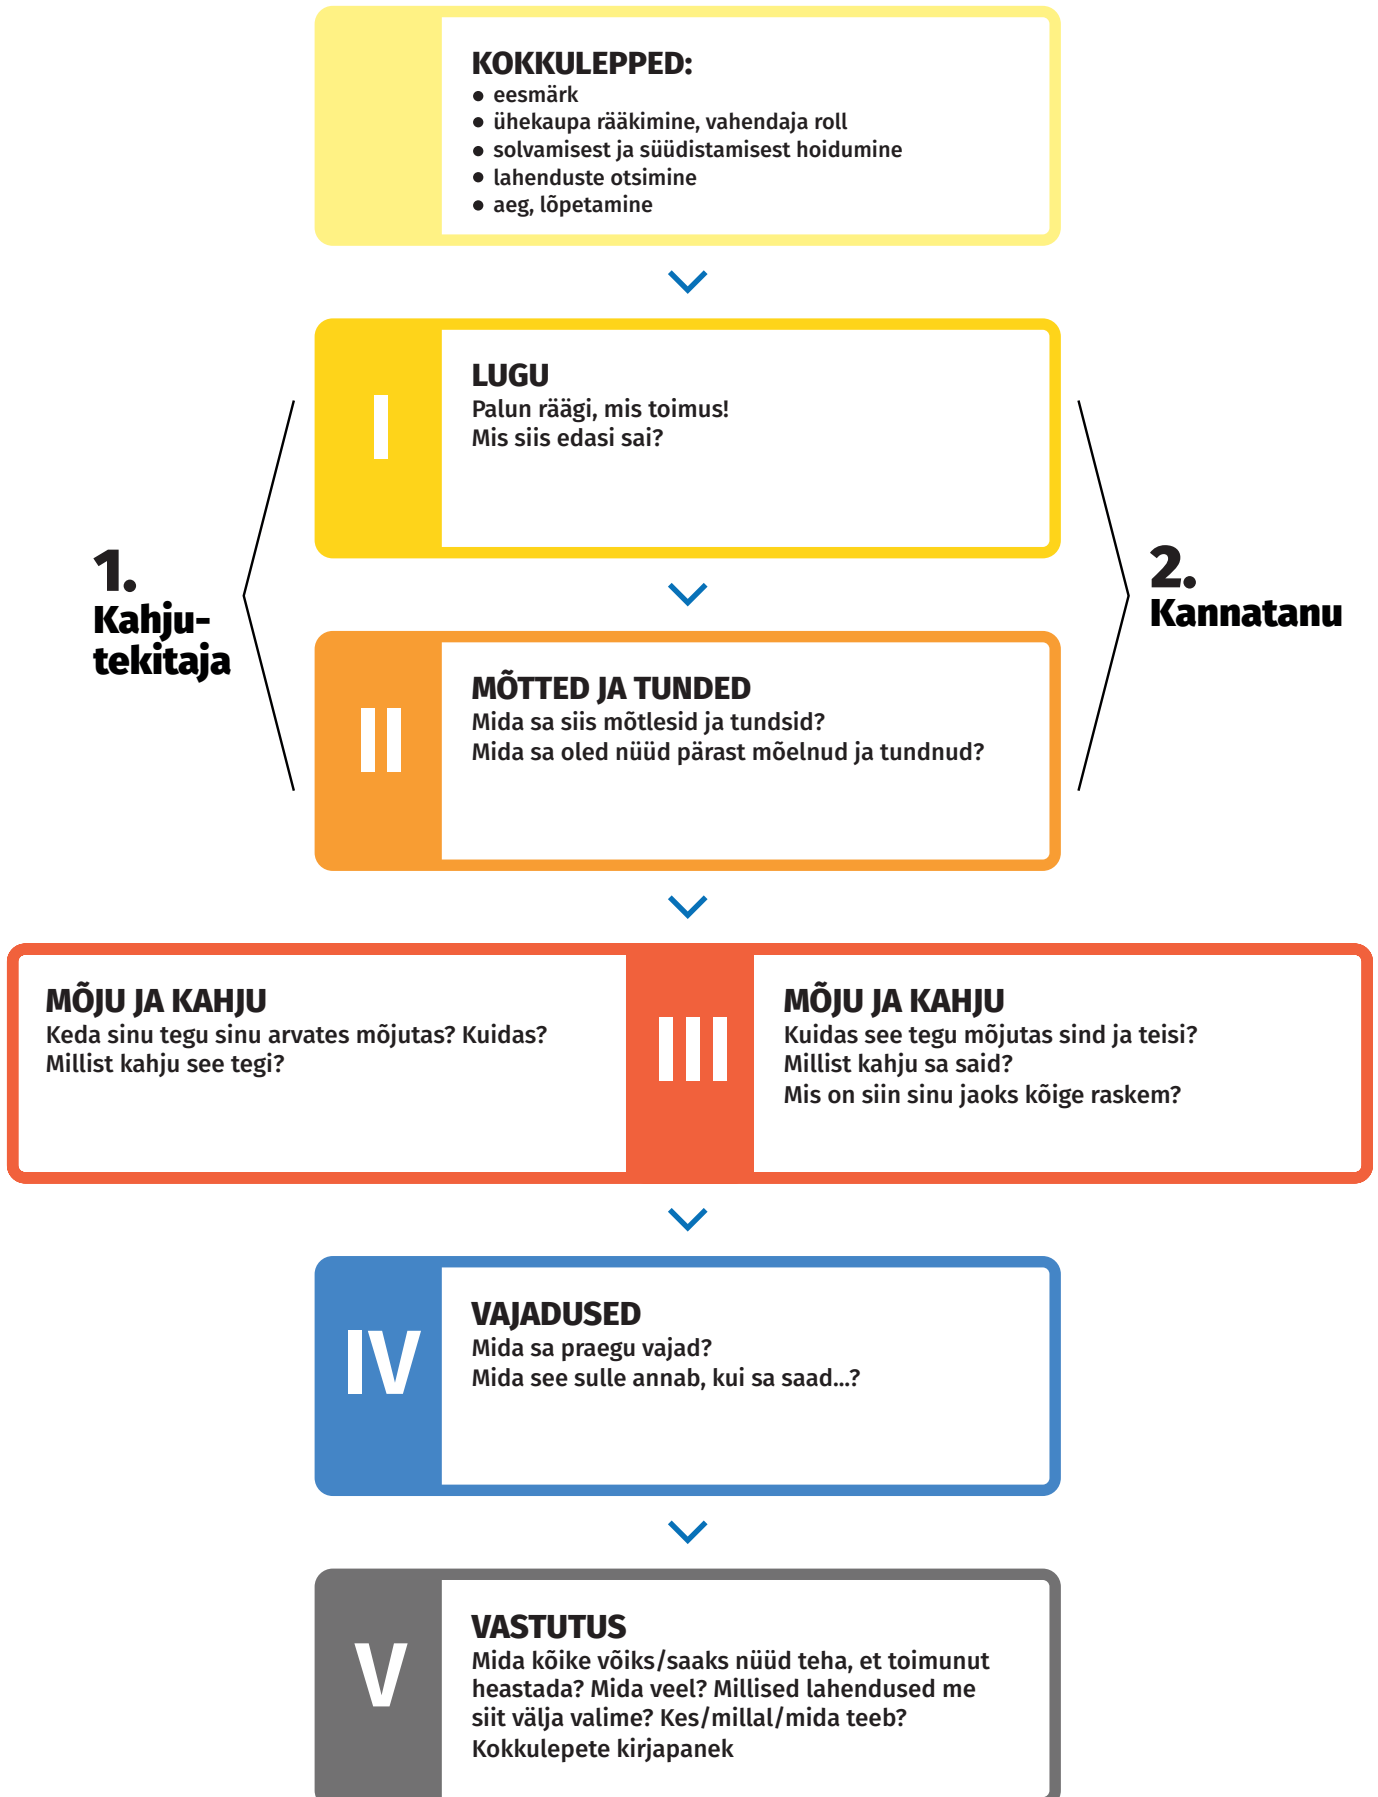 KOKKULEPPED:
• eesmärk
• ühekaupa rääkimine, vahendaja roll
• solvamisest ja süüdistamisest hoidumine
• lahenduste otsimine
• aeg, lõpetamine
I
LUGU
Palun räägi, mis toimus!
Mis siis edasi sai?
1.
Kahju-
tekitaja
2.
Kannatanu
II
MÕTTED JA TUNDED
Mida sa siis mõtlesid ja tundsid?
Mida sa oled nüüd pärast mõelnud ja tundnud?
MÕJU JA KAHJU
Keda sinu tegu sinu arvates mõjutas? Kuidas?
Millist kahju see tegi?
III
MÕJU JA KAHJU
Kuidas see tegu mõjutas sind ja teisi?
Millist kahju sa said?
Mis on siin sinu jaoks kõige raskem?
IV
VAJADUSED
Mida sa praegu vajad?
Mida see sulle annab, kui sa saad...?
V
VASTUTUS
Mida kõike võiks/saaks nüüd teha, et toimunut
heastada? Mida veel? Millised lahendused me
siit välja valime? Kes/millal/mida teeb?
Kokkulepete kirjapanek